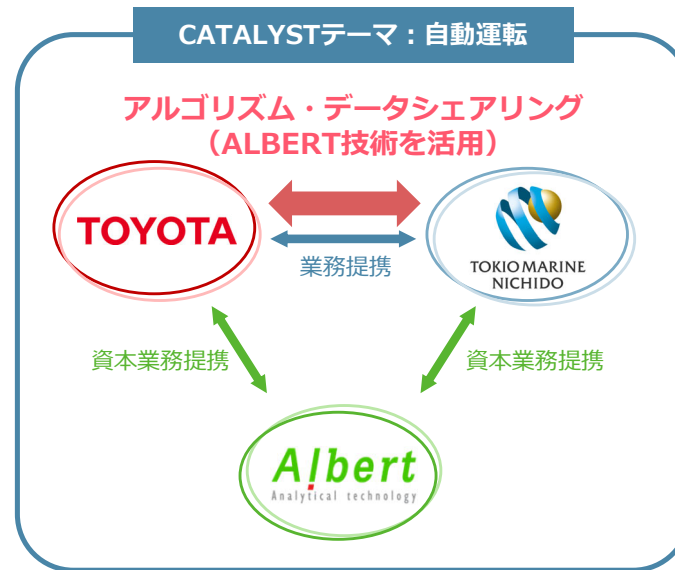 CATALYSTテーマ：自動運転
アルゴリズム・データシェアリング
（ALBERT技術を活用）
TOYOTA
TOKIO MARINE
NICHIDO
業務提携
資本業務提携
資本業務提携
Albert
Analytical technology